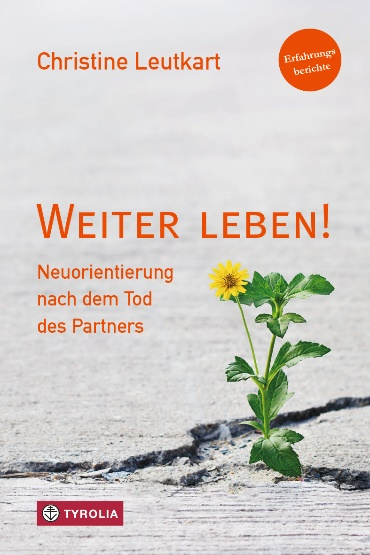 Christine Leutkart
Erfahrungs
berichte
WEITER LEBEN!
Neuorientierung
nach dem Tod
des Partners
TYROLIA